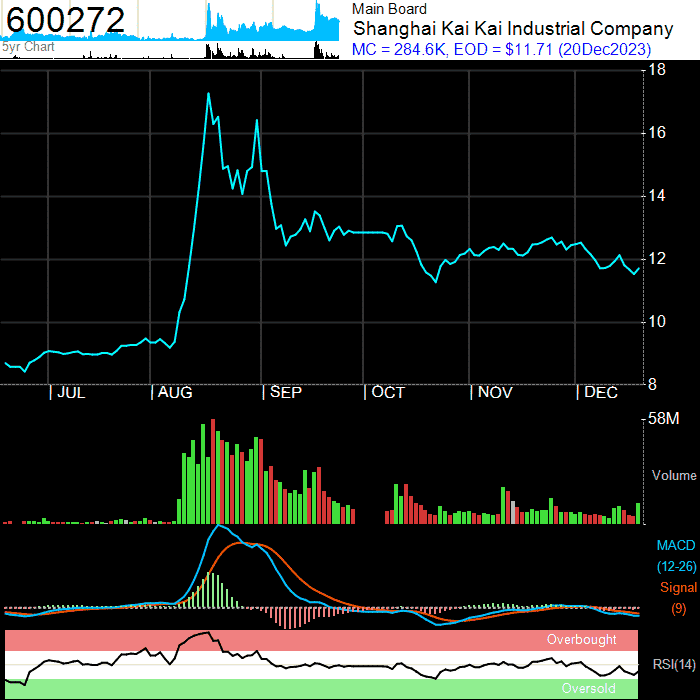 600272
5yr Chart
Main Board
Shanghai Kai Kai Industrial Company
MC = 284.6K, EOD = $11.71 (20Dec2023)
18
16
14
12
10
8
| JUL | AUG | SEP | OCT | NOV | DEC
58M
Volume
MACD
(12-26)
Signal
(9)
Overbought
RSI(14)
Oversold